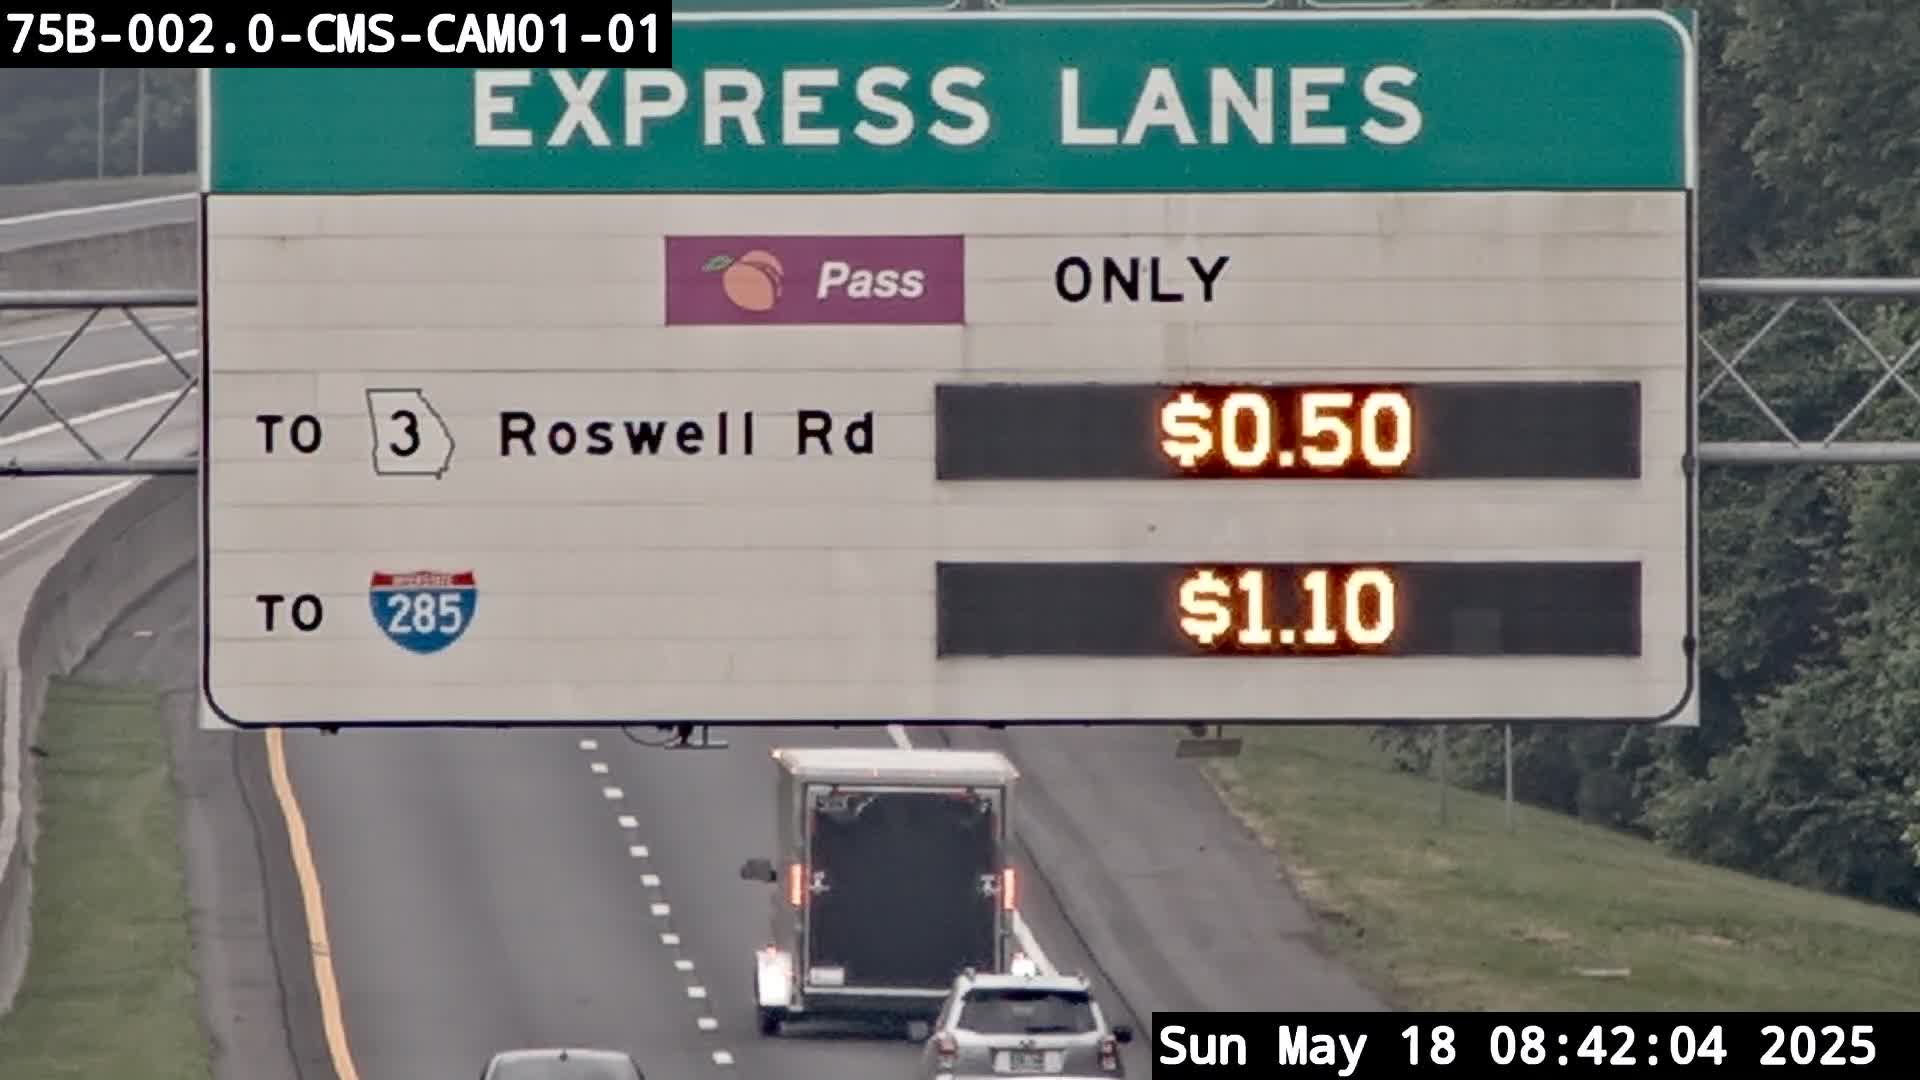 75B-002.0-CMS-CAM01-01
EXPRESS LANES
Pass ONLY
TO 3 Roswell Rd $0.50
TO INTERSTATE 285 $1.10
Sun May 18 08:42:04 2025